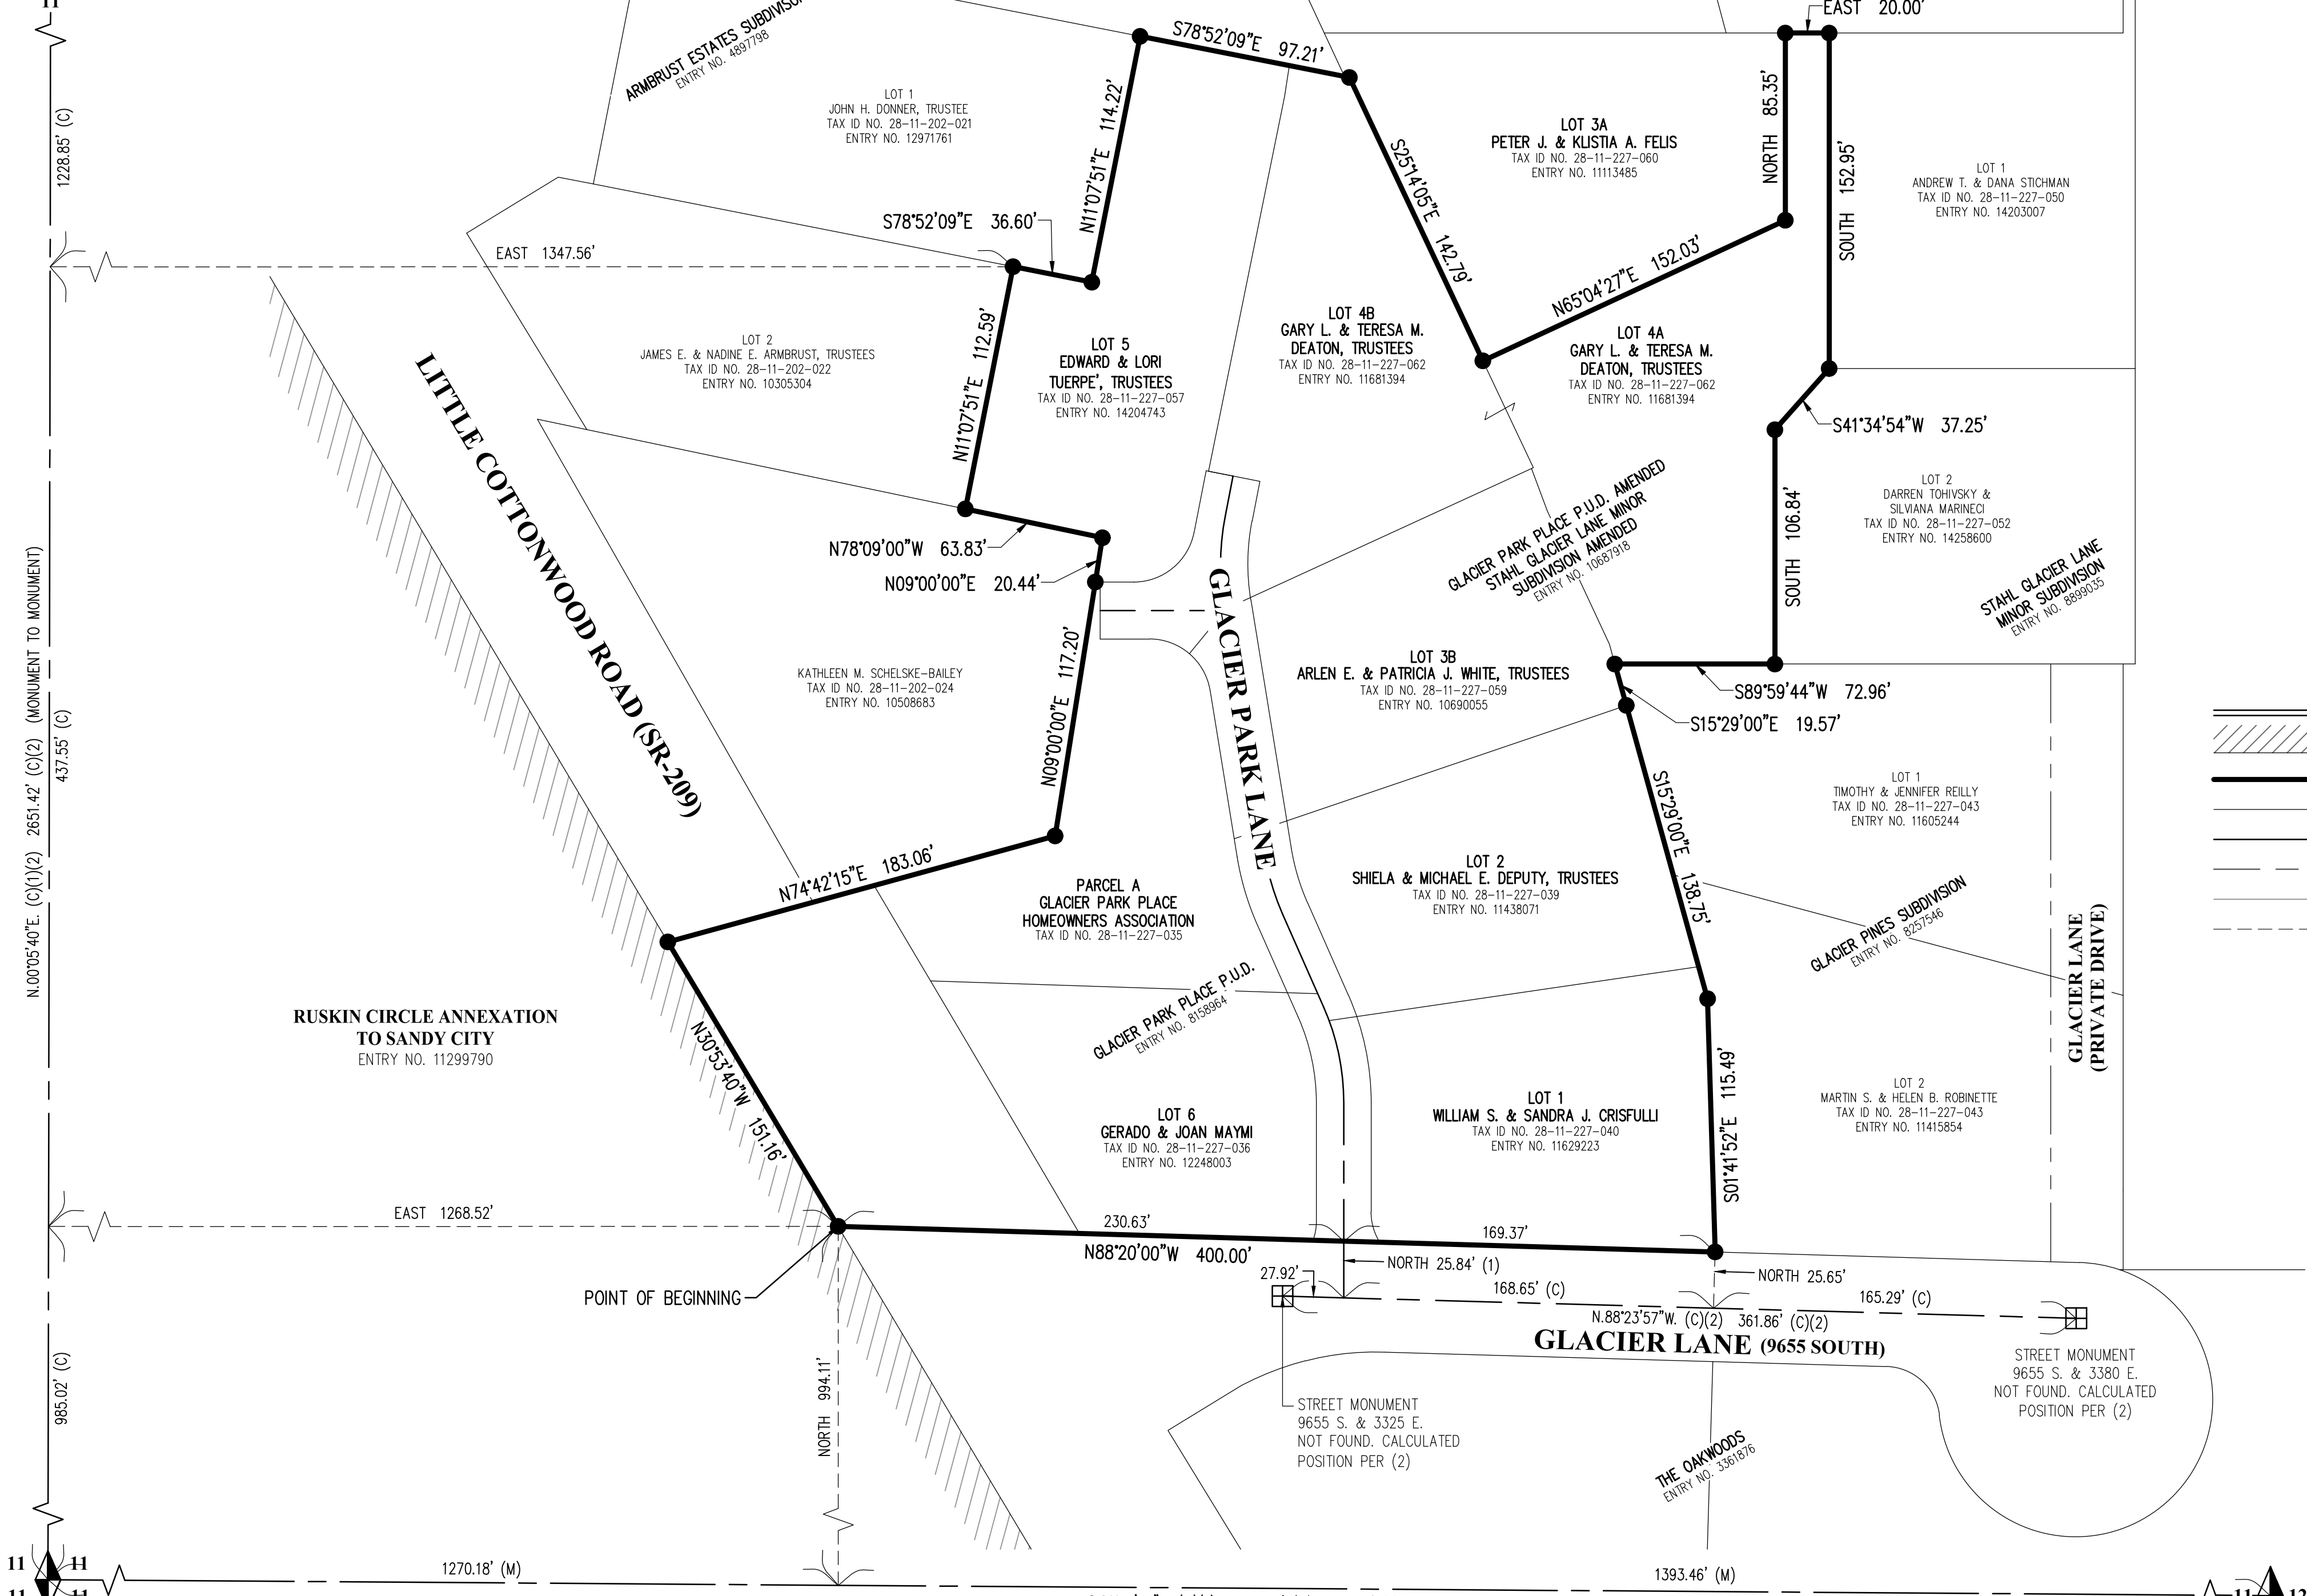 11
EAST 20.00'
ARMBRUST ESTATES SUBDIVISION
ENTRY NO. 4897798
S78°52'09"E 97.21'
LOT 1
JOHN H. DONNER, TRUSTEE
TAX ID NO. 28-11-202-021
ENTRY NO. 12971761
N11°07'51"E 114.22'
NORTH 85.35'
LOT 3A
PETER J. & KLISTIA A. FELIS
TAX ID NO. 28-11-227-060
ENTRY NO. 11113485
SOUTH 152.95'
LOT 1
ANDREW T. & DANA STICHMAN
TAX ID NO. 28-11-227-050
ENTRY NO. 14203007
1228.85' (C)
S25°14'05"E 142.79'
S78°52'09"E 36.60'
EAST 1347.56'
N65°04'27"E 152.03'
LOT 2
JAMES E. & NADINE E. ARMBRUST, TRUSTEES
TAX ID NO. 28-11-202-022
ENTRY NO. 10305304
N11°07'51"E 112.59'
LOT 5
EDWARD & LORI
TUERPE', TRUSTEES
TAX ID NO. 28-11-227-057
ENTRY NO. 14204743
LOT 4B
GARY L. & TERESA M.
DEATON, TRUSTEES
TAX ID NO. 28-11-227-062
ENTRY NO. 11681394
LOT 4A
GARY L. & TERESA M.
DEATON, TRUSTEES
TAX ID NO. 28-11-227-062
ENTRY NO. 11681394
S41°34'54"W 37.25'
LITTLE COTTONWOOD ROAD (SR-209)
LOT 2
DARREN TOHIVSKY &
SILVIANA MARINECI
TAX ID NO. 28-11-227-052
ENTRY NO. 14258600
SOUTH 106.84'
N78°09'00"W 63.83'
N09°00'00"E 20.44'
GLACIER PARK PLACE P.U.D. AMENDED
STAHL GLACIER LANE MINOR
SUBDIVISION AMENDED
ENTRY NO. 10687918
STAHL GLACIER LANE
MINOR SUBDIVISION
ENTRY NO. 8899035
GLACIER PARK LANE
KATHLEEN M. SCHELSKE-BAILEY
TAX ID NO. 28-11-202-024
ENTRY NO. 10508683
N09°00'00"E 117.20'
LOT 3B
ARLEN E. & PATRICIA J. WHITE, TRUSTEES
TAX ID NO. 28-11-227-059
ENTRY NO. 10690055
S89°59'44"W 72.96'
S15°29'00"E 19.57'
N.00°05'40"E. (C)(1)(2) 2651.42' (C)(2) (MONUMENT TO MONUMENT)
437.55' (C)
LOT 1
TIMOTHY & JENNIFER REILLY
TAX ID NO. 28-11-227-043
ENTRY NO. 11605244
S15°29'00"E 138.75'
N74°42'15"E 183.06'
LOT 2
SHIELA & MICHAEL E. DEPUTY, TRUSTEES
TAX ID NO. 28-11-227-039
ENTRY NO. 11438071
PARCEL A
GLACIER PARK PLACE
HOMEOWNERS ASSOCIATION
TAX ID NO. 28-11-227-035
GLACIER PINES SUBDIVISION
ENTRY NO. 8257546
GLACIER LANE
(PRIVATE DRIVE)
GLACIER PARK PLACE P.U.D.
ENTRY NO. 8158964
RUSKIN CIRCLE ANNEXATION
TO SANDY CITY
ENTRY NO. 11299790
N30°53'40"W 151.16'
LOT 6
GERADO & JOAN MAYMI
TAX ID NO. 28-11-227-036
ENTRY NO. 12248003
LOT 1
WILLIAM S. & SANDRA J. CRISFULLI
TAX ID NO. 28-11-227-040
ENTRY NO. 11629223
S01°41'52"E 115.49'
LOT 2
MARTIN S. & HELEN B. ROBINETTE
TAX ID NO. 28-11-227-043
ENTRY NO. 11415854
EAST 1268.52'
230.63'
169.37'
N88°20'00"W 400.00'
NORTH 25.84' (1)
27.92'
NORTH 25.65'
POINT OF BEGINNING
168.65' (C)
165.29' (C)
N.88°23'57"W. (C)(2) 361.86' (C)(2)
GLACIER LANE (9655 SOUTH)
STREET MONUMENT
9655 S. & 3380 E.
NOT FOUND. CALCULATED
POSITION PER (2)
985.02' (C)
NORTH 994.11'
STREET MONUMENT
9655 S. & 3325 E.
NOT FOUND. CALCULATED
POSITION PER (2)
THE OAKWOODS
ENTRY NO. 3361876
11 11
1270.18' (M)
1393.46' (M)
11 11
11 12